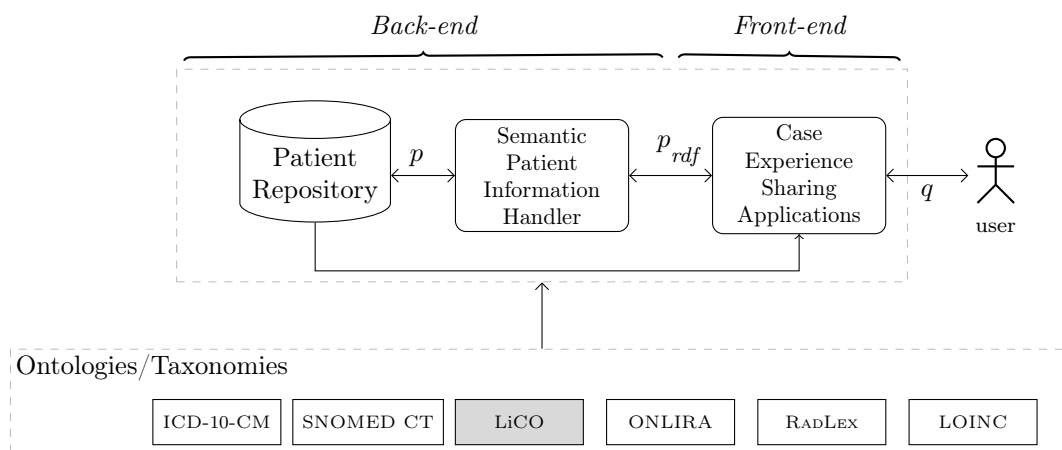 Back-end
Front-end
Patient
Repository
p
Semantic
Patient
Information
Handler
p_rdf
Case
Experience
Sharing
Applications
q
user
Ontologies/Taxonomies
ICD-10-CM
SNOMED CT
LiCO
ONLIRA
RadLex
LOINC